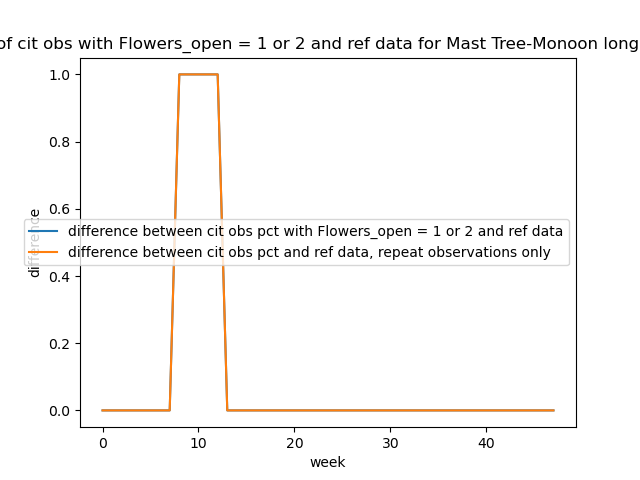 of cit obs with Flowers_open = 1 or 2 and ref data for Mast Tree-Monoon long
1.0
0.8
0.6
difference between cit obs pct with Flowers_open = 1 or 2 and ref data
difference between cit obs pct and ref data, repeat observations only
difference
0.4
0.2
0.0
0 10 20 30 40
week